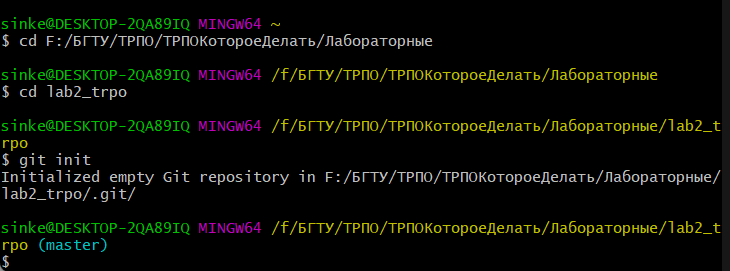 sinke@DESKTOP-2QA89IQ MINGW64 ~
$ cd F:/БГТУ/ТРПО/ТРПОКотороеДелать/Лабораторные
sinke@DESKTOP-2QA89IQ MINGW64 /f/БГТУ/ТРПО/ТРПОКотороеДелать/Лабораторные
$ cd lab2_trpo
sinke@DESKTOP-2QA89IQ MINGW64 /f/БГТУ/ТРПО/ТРПОКотороеДелать/Лабораторные/lab2_t
rpo
$ git init
Initialized empty Git repository in F:/БГТУ/ТРПО/ТРПОКотороеДелать/Лабораторные/
lab2_trpo/.git/
sinke@DESKTOP-2QA89IQ MINGW64 /f/БГТУ/ТРПО/ТРПОКотороеДелать/Лабораторные/lab2_t
rpo (master)
$